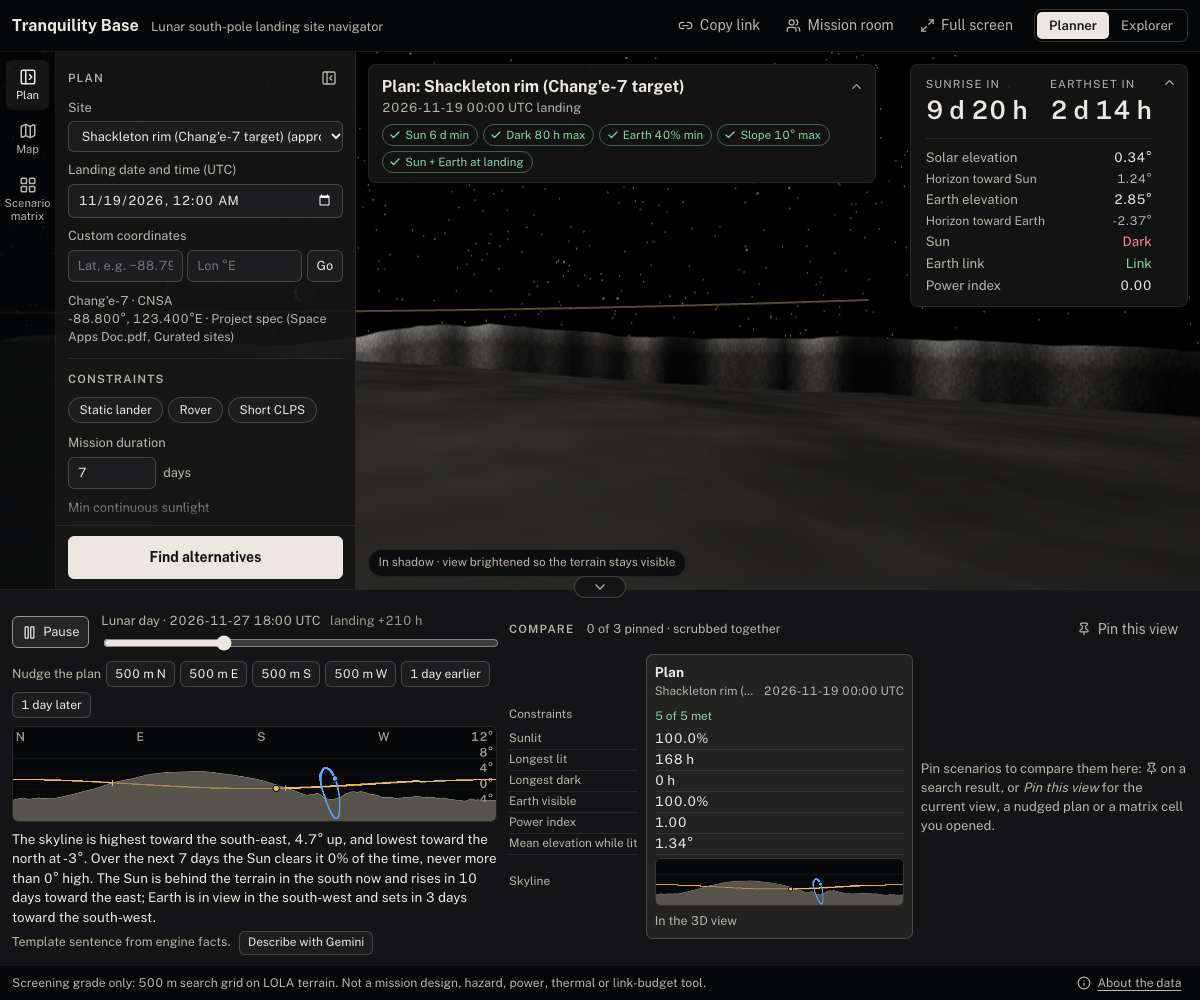 Tranquility Base Lunar south-pole landing site navigator Copy link Mission room Full screen Planner Explorer
Plan
Map
Scenario
matrix
PLAN
Site
Shackleton rim (Chang'e-7 target) (appro
Landing date and time (UTC)
11/19/2026, 12:00 AM
Custom coordinates
Lat, e.g. −88.79 Lon °E Go
Chang'e-7 · CNSA
-88.800°, 123.400°E · Project spec (Space
Apps Doc.pdf, Curated sites)
CONSTRAINTS
Static lander Rover Short CLPS
Mission duration
7 days
Min continuous sunlight
Find alternatives
Plan: Shackleton rim (Chang'e-7 target)
2026-11-19 00:00 UTC landing
Sun 6 d min Dark 80 h max Earth 40% min Slope 10° max
Sun + Earth at landing
SUNRISE IN EARTHSET IN
9 d 20 h 2 d 14 h
Solar elevation 0.34°
Horizon toward Sun 1.24°
Earth elevation 2.85°
Horizon toward Earth -2.37°
Sun Dark
Earth link Link
Power index 0.00
In shadow · view brightened so the terrain stays visible
Pause
Lunar day · 2026-11-27 18:00 UTC landing +210 h
Nudge the plan 500 m N 500 m E 500 m S 500 m W 1 day earlier
1 day later
N E S W 12°
8°
4°
0°
4°
The skyline is highest toward the south-east, 4.7° up, and lowest toward the
north at -3°. Over the next 7 days the Sun clears it 0% of the time, never more
than 0° high. The Sun is behind the terrain in the south now and rises in 10
days toward the east; Earth is in view in the south-west and sets in 3 days
toward the south-west.
Template sentence from engine facts. Describe with Gemini
COMPARE 0 of 3 pinned · scrubbed together Pin this view
Plan
Shackleton rim (... 2026-11-19 00:00 UTC
Constraints 5 of 5 met
Sunlit 100.0%
Longest lit 168 h
Longest dark 0 h
Earth visible 100.0%
Power index 1.00
Mean elevation while lit 1.34°
Skyline
In the 3D view
Pin scenarios to compare them here: on a
search result, or Pin this view for the
current view, a nudged plan or a matrix cell
you opened.
Screening grade only: 500 m search grid on LOLA terrain. Not a mission design, hazard, power, thermal or link-budget tool. About the data